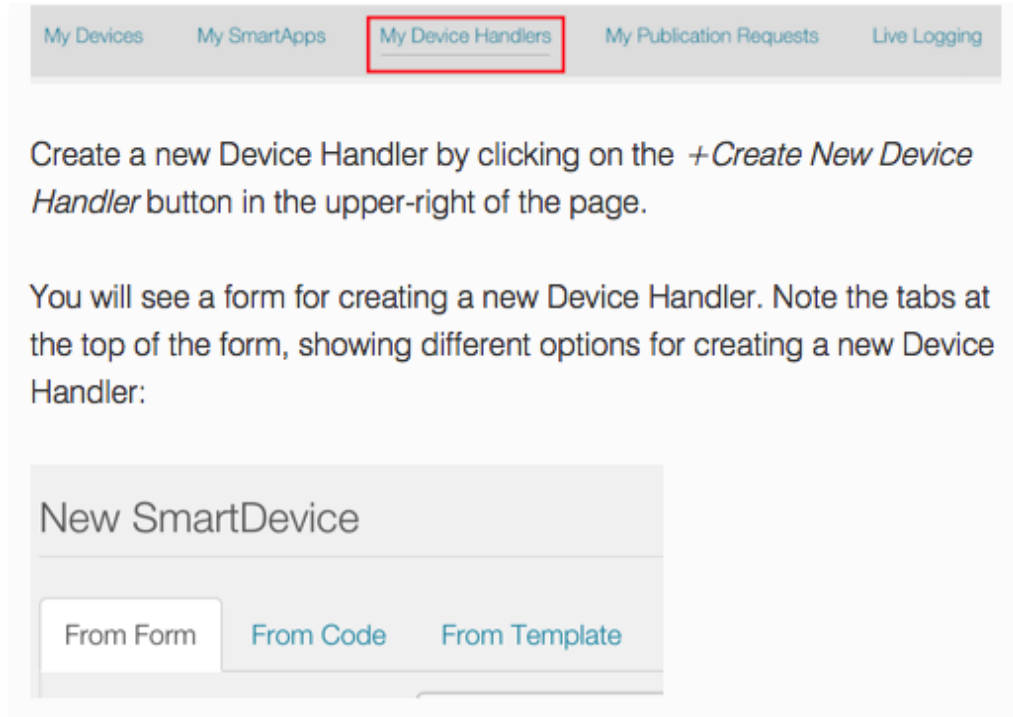 My Devices My SmartApps My Device Handlers My Publication Requests Live Logging
Create a new Device Handler by clicking on the +Create New Device
Handler button in the upper-right of the page.
You will see a form for creating a new Device Handler. Note the tabs at
the top of the form, showing different options for creating a new Device
Handler:
New SmartDevice
From Form From Code From Template